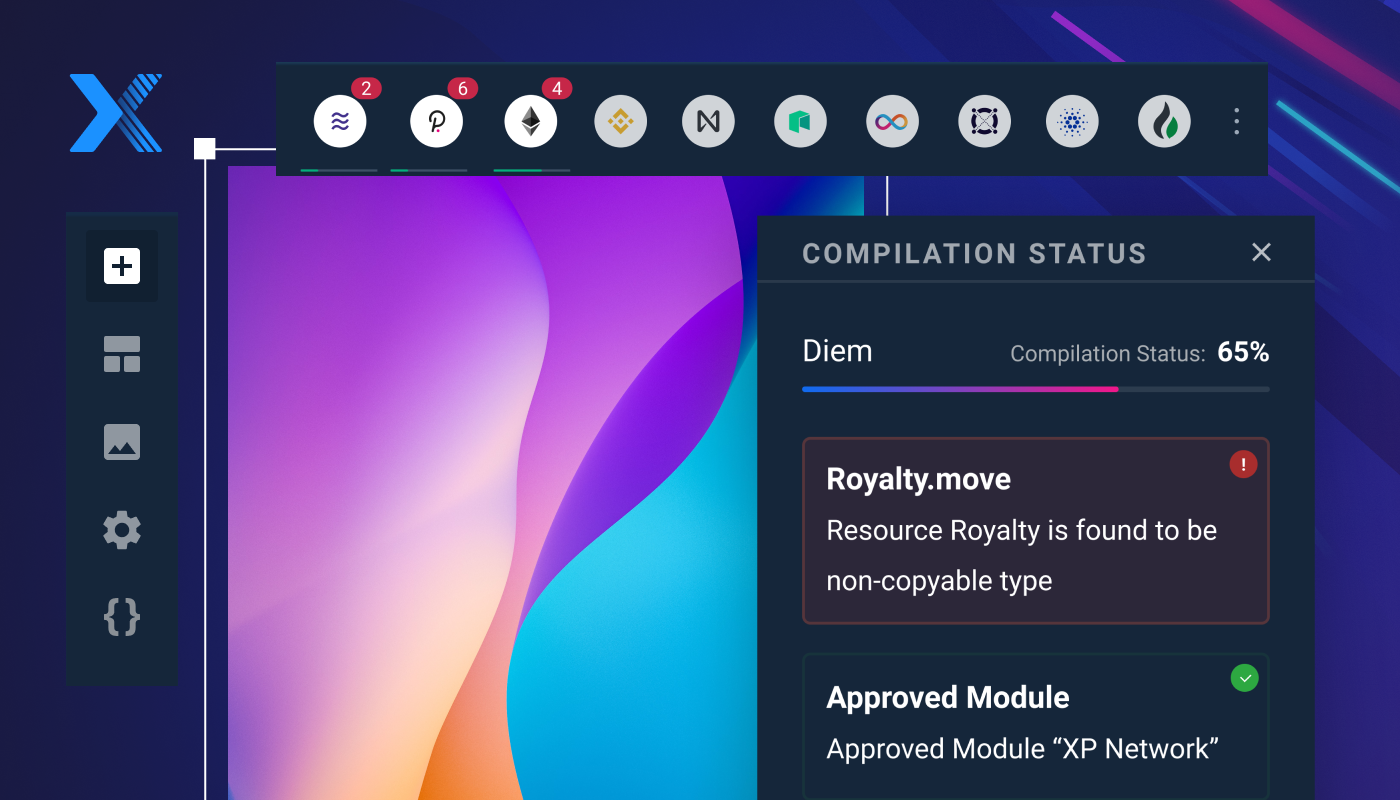 2
6
4
COMPILATION STATUS
Diem
Compilation Status: 65%
Royalty.move
Resource Royalty is found to be
non-copyable type
Approved Module
Approved Module “XP Network”